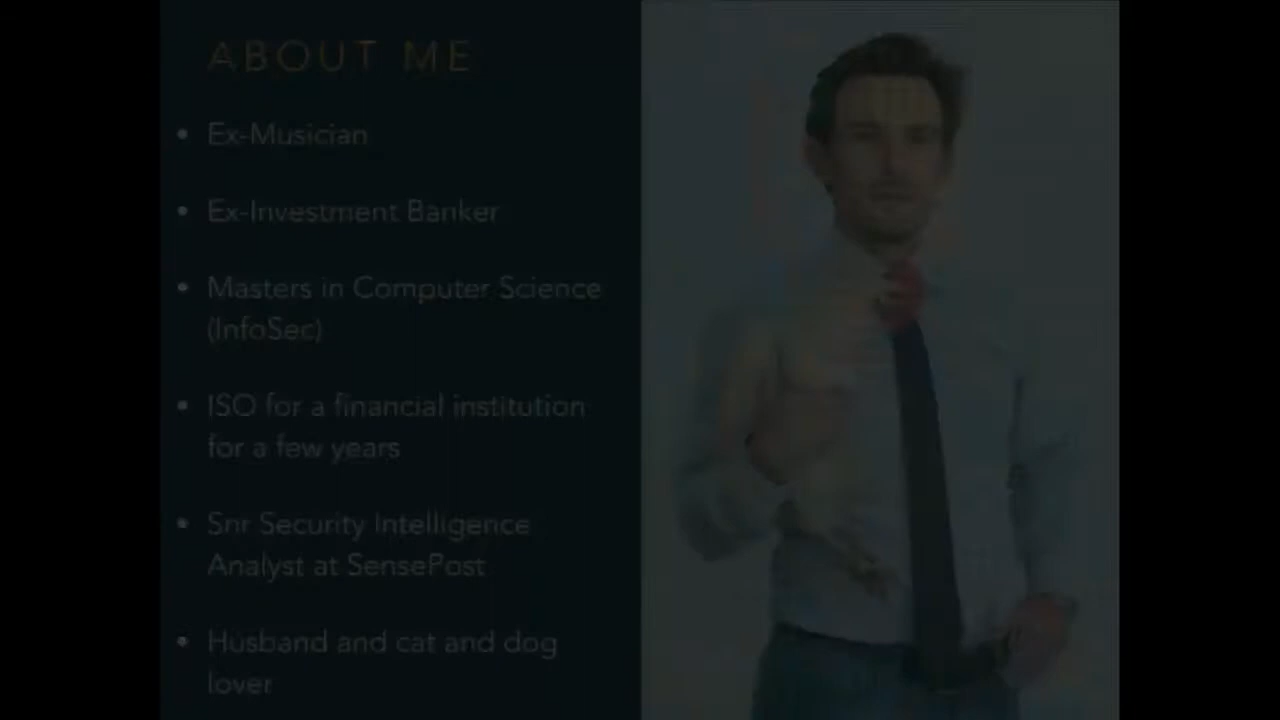 ABOUT ME
• Ex-Musician
• Ex-Investment Banker
• Masters in Computer Science
(InfoSec)
• ISO for a financial institution
for a few years
• Snr Security Intelligence
Analyst at SensePost
• Husband and cat and dog
lover